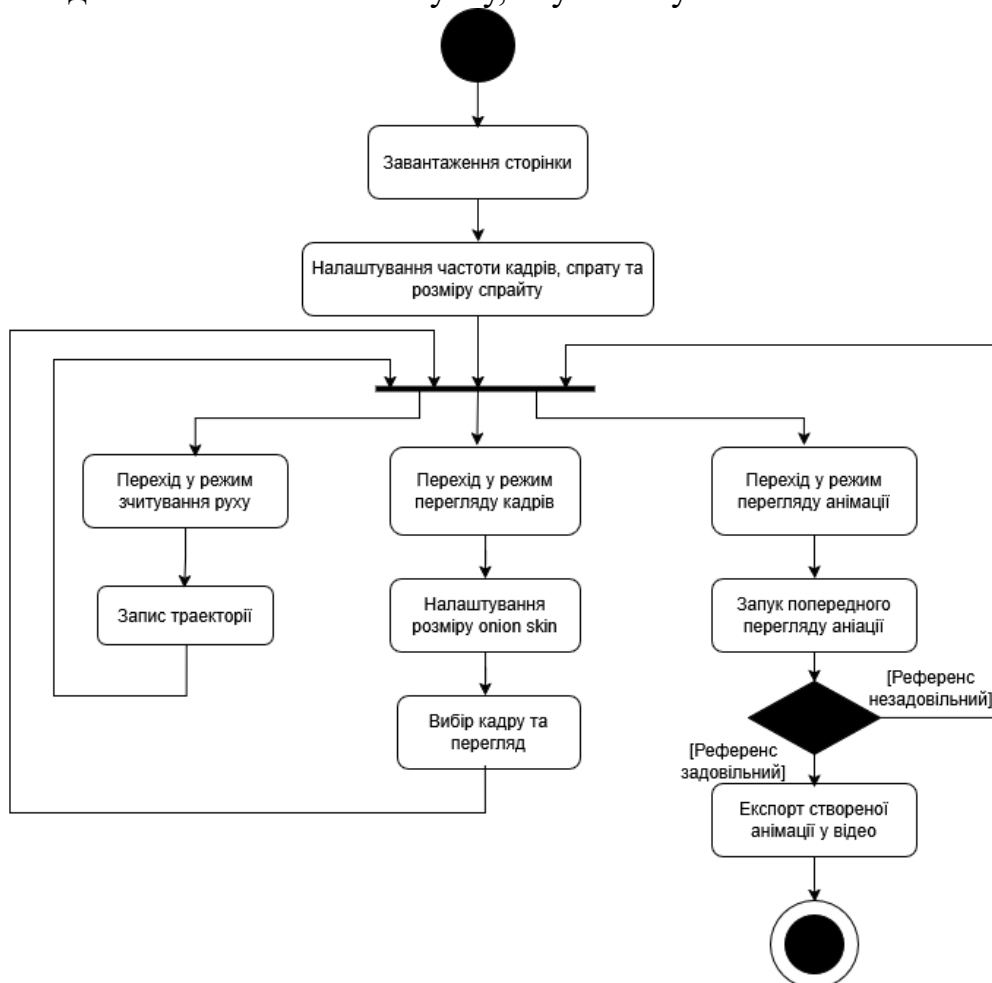 Завантаження сторінки
Налаштування частоти кадрів, спрату та
розміру спрайту
Перехід у режим
зчитування руху
Перехід у режим
перегляду кадрів
Перехід у режим
перегляду анімації
Запис траекторії
Налаштування
розміру onion skin
Запук попередного
перегляду аніації
Вибір кадру та
перегляд
[Референс
незадовільний]
[Референс
задовільний]
Експорт створеної
анімації у відео